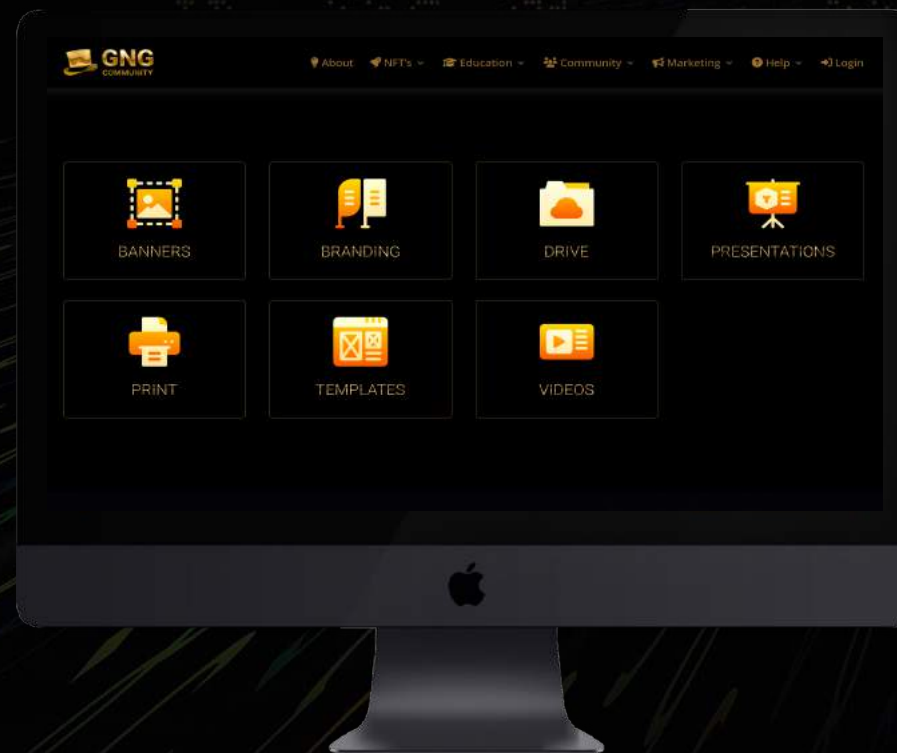 GNG
COMMUNITY
About NFT's Education Community Marketing Help Login
BANNERS BRANDING DRIVE PRESENTATIONS
PRINT TEMPLATES VIDEOS